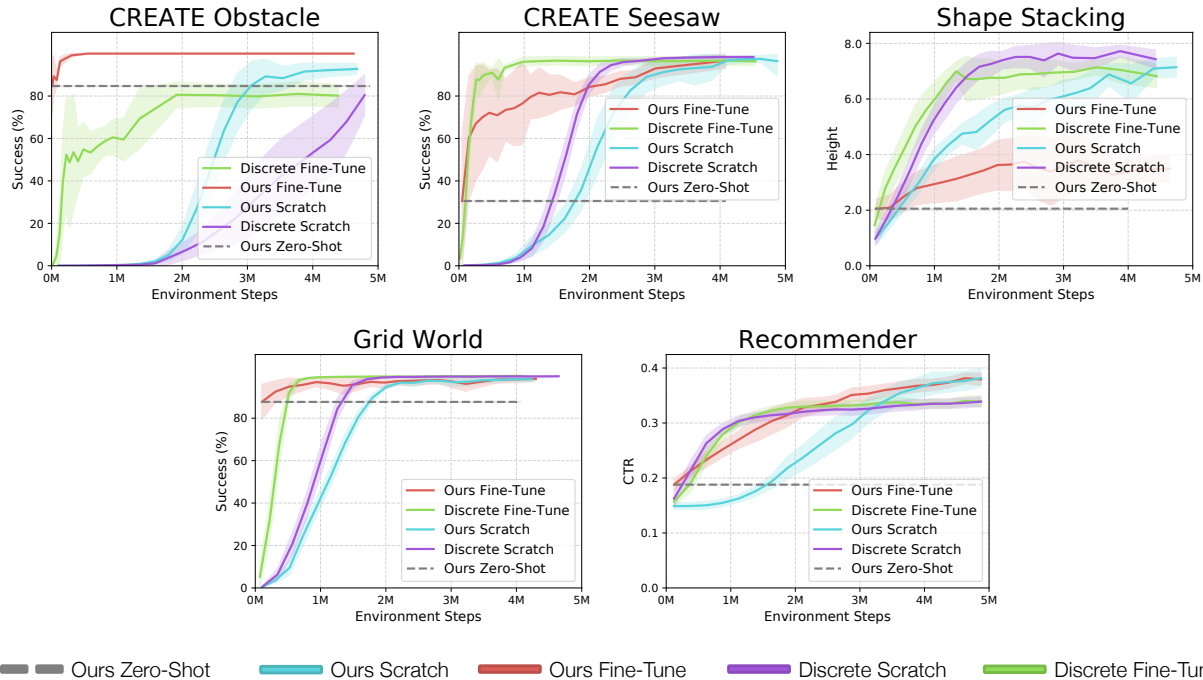 CREATE Obstacle
Success (%)
80
60
40
20
0
0M 1M 2M 3M 4M 5M
Environment Steps
Discrete Fine-Tune
Ours Fine-Tune
Ours Scratch
Discrete Scratch
Ours Zero-Shot
CREATE Seesaw
Success (%)
80
60
40
20
0
0M 1M 2M 3M 4M 5M
Environment Steps
Ours Fine-Tune
Discrete Fine-Tune
Ours Scratch
Discrete Scratch
Ours Zero-Shot
Shape Stacking
Height
8.0
6.0
4.0
2.0
0.0
0M 1M 2M 3M 4M 5M
Environment Steps
Ours Fine-Tune
Discrete Fine-Tune
Ours Scratch
Discrete Scratch
Ours Zero-Shot
Grid World
Success (%)
80
60
40
20
0
0M 1M 2M 3M 4M 5M
Environment Steps
Ours Fine-Tune
Discrete Fine-Tune
Ours Scratch
Discrete Scratch
Ours Zero-Shot
Recommender
CTR
0.4
0.3
0.2
0.1
0.0
0M 1M 2M 3M 4M 5M
Environment Steps
Ours Fine-Tune
Discrete Fine-Tune
Ours Scratch
Discrete Scratch
Ours Zero-Shot
Ours Zero-Shot Ours Scratch Ours Fine-Tune Discrete Scratch Discrete Fine-Tu